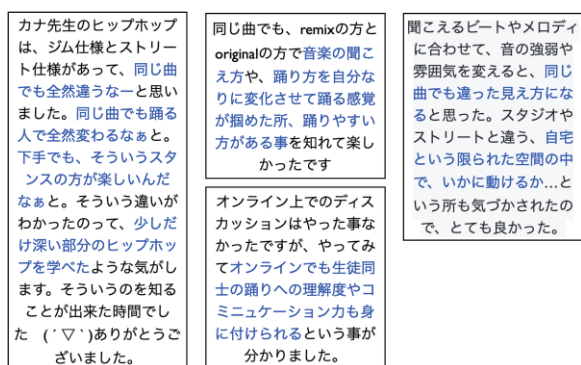 カナ先生のヒップホップ
は、ジム仕様とストリー
ト仕様があって、同じ曲
でも全然違うなーと思い
ました。同じ曲でも踊る
人で全然変わるなぁと。
下手でも、そういうスタ
ンスの方が楽しいんだ
なぁと。そういう違いが
わかったのって、少しだ
け深い部分のヒップホッ
プを学べたような気がし
ます。そういうのを知る
ことが出来た時間でし
た (´▽`)ありがとうご
ざいました。
同じ曲でも、remixの方と
originalの方で音楽の聞こ
え方や、踊り方を自分な
りに変化させて踊る感覚
が掴めた所、踊りやすい
方がある事を知れて楽し
かったです
オンライン上でのディス
カッションはやった事な
かったですが、やってみ
てオンラインでも生徒同
士の踊りへの理解度やコ
ミニュケーション力も身
に付けられるという事が
分かりました。
聞こえるビートやメロディ
に合わせて、音の強弱や
雰囲気を変えると、同じ
曲でも違った見え方にな
ると思った。スタジオや
ストリートと違う、自宅
という限られた空間の中
で、いかに動けるか…と
いう所も気づかされたの
で、とても良かった。